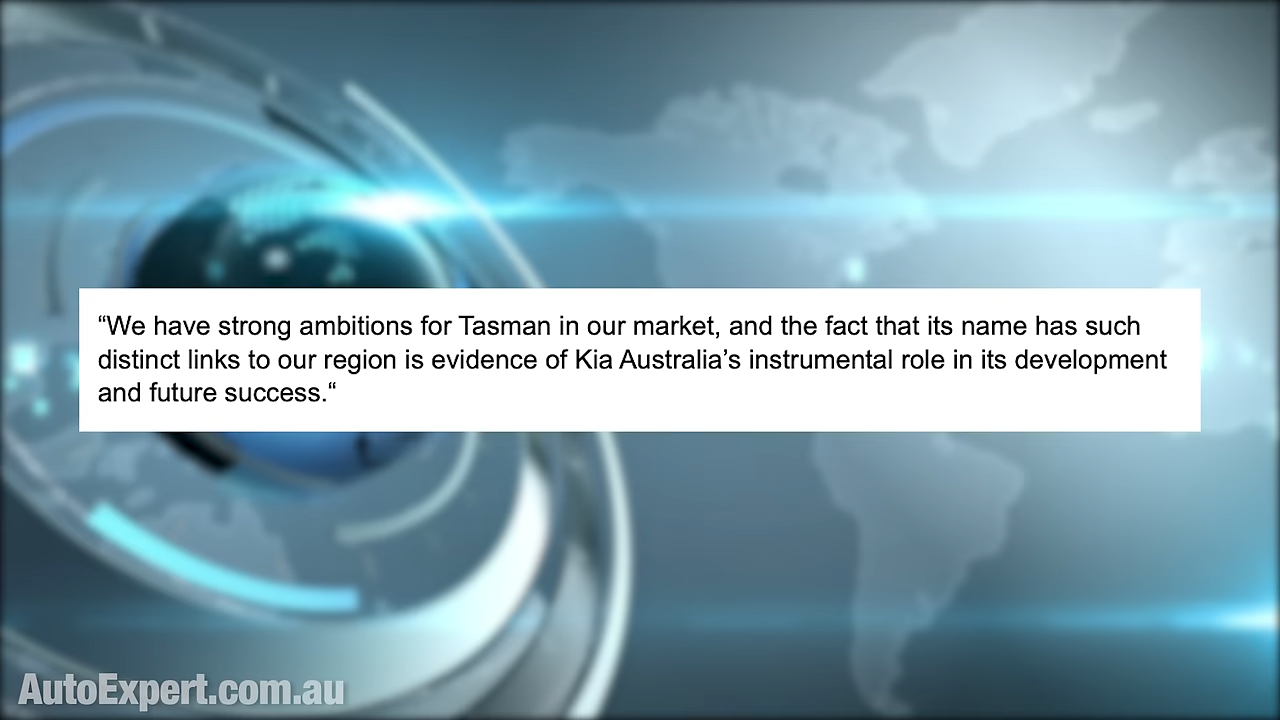 “We have strong ambitions for Tasman in our market, and the fact that its name has such
distinct links to our region is evidence of Kia Australia’s instrumental role in its development
and future success.“
AutoExpert.com.au